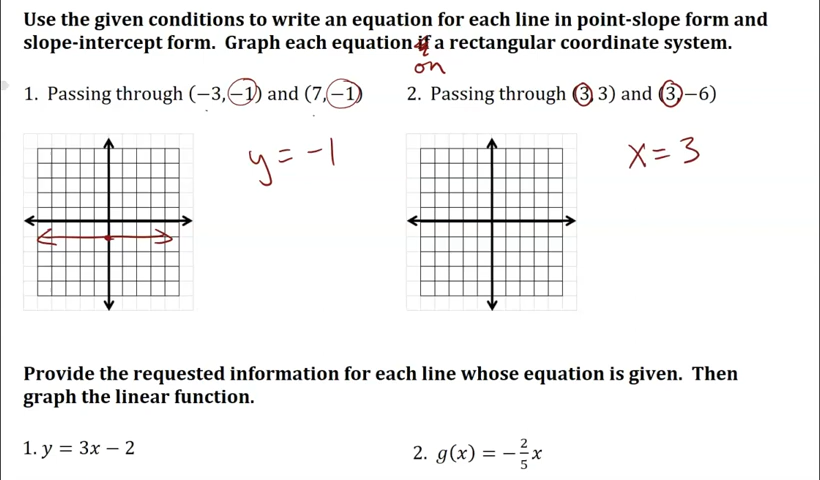 Use the given conditions to write an equation for each line in point-slope form and
slope-intercept form. Graph each equation if a rectangular coordinate system.
on
1. Passing through (−3, −1) and (7, −1)
2. Passing through (3, 3) and (3, −6)
y = −1
x = 3
Provide the requested information for each line whose equation is given. Then
graph the linear function.
1. y = 3x − 2
2. g(x) = −2/5 x